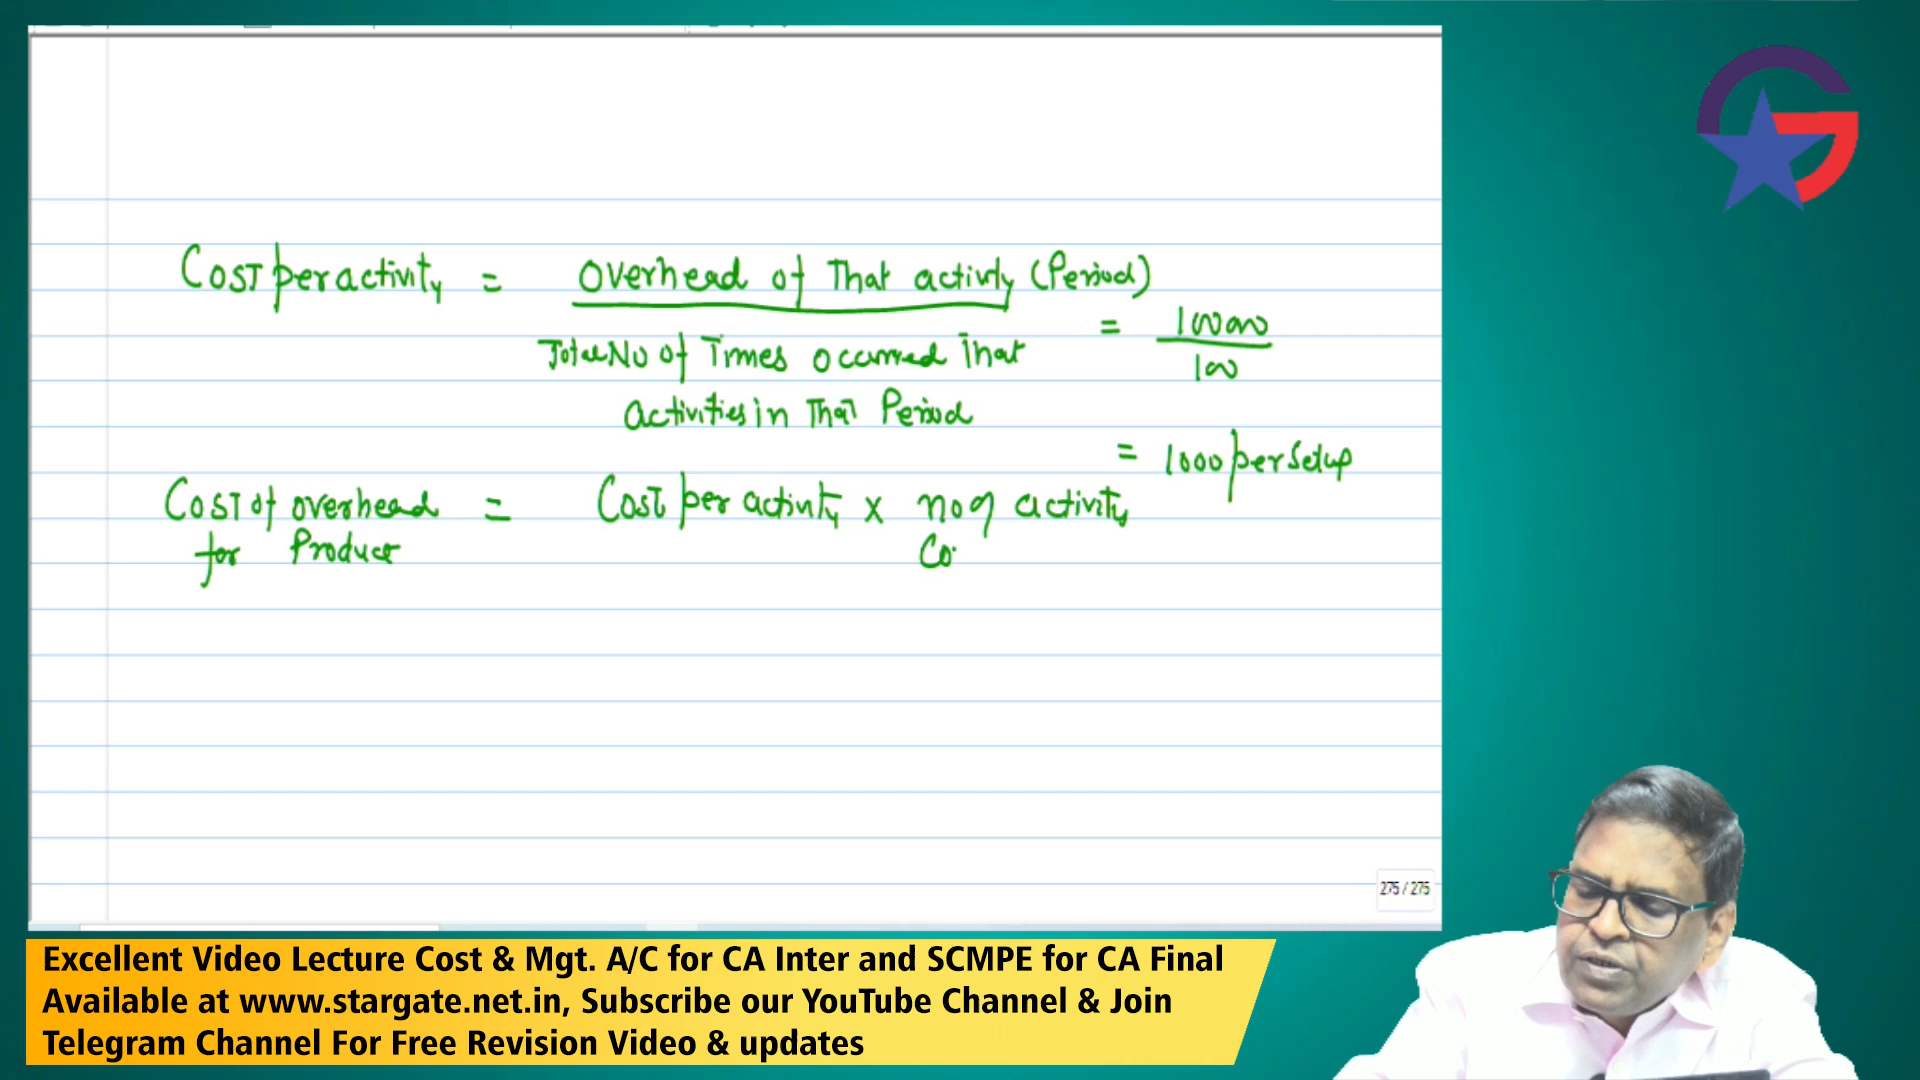 Cost per activity = Overhead of That activity (Period)
Total No of Times occurred That
activities in That Period
= 10000
100
= 1000 per Setup
Cost of overhead = Cost per activity x no of activity
for Produce Co
275 / 275
Excellent Video Lecture Cost & Mgt. A/C for CA Inter and SCMPE for CA Final
Available at www.stargate.net.in, Subscribe our YouTube Channel & Join
Telegram Channel For Free Revision Video & updates